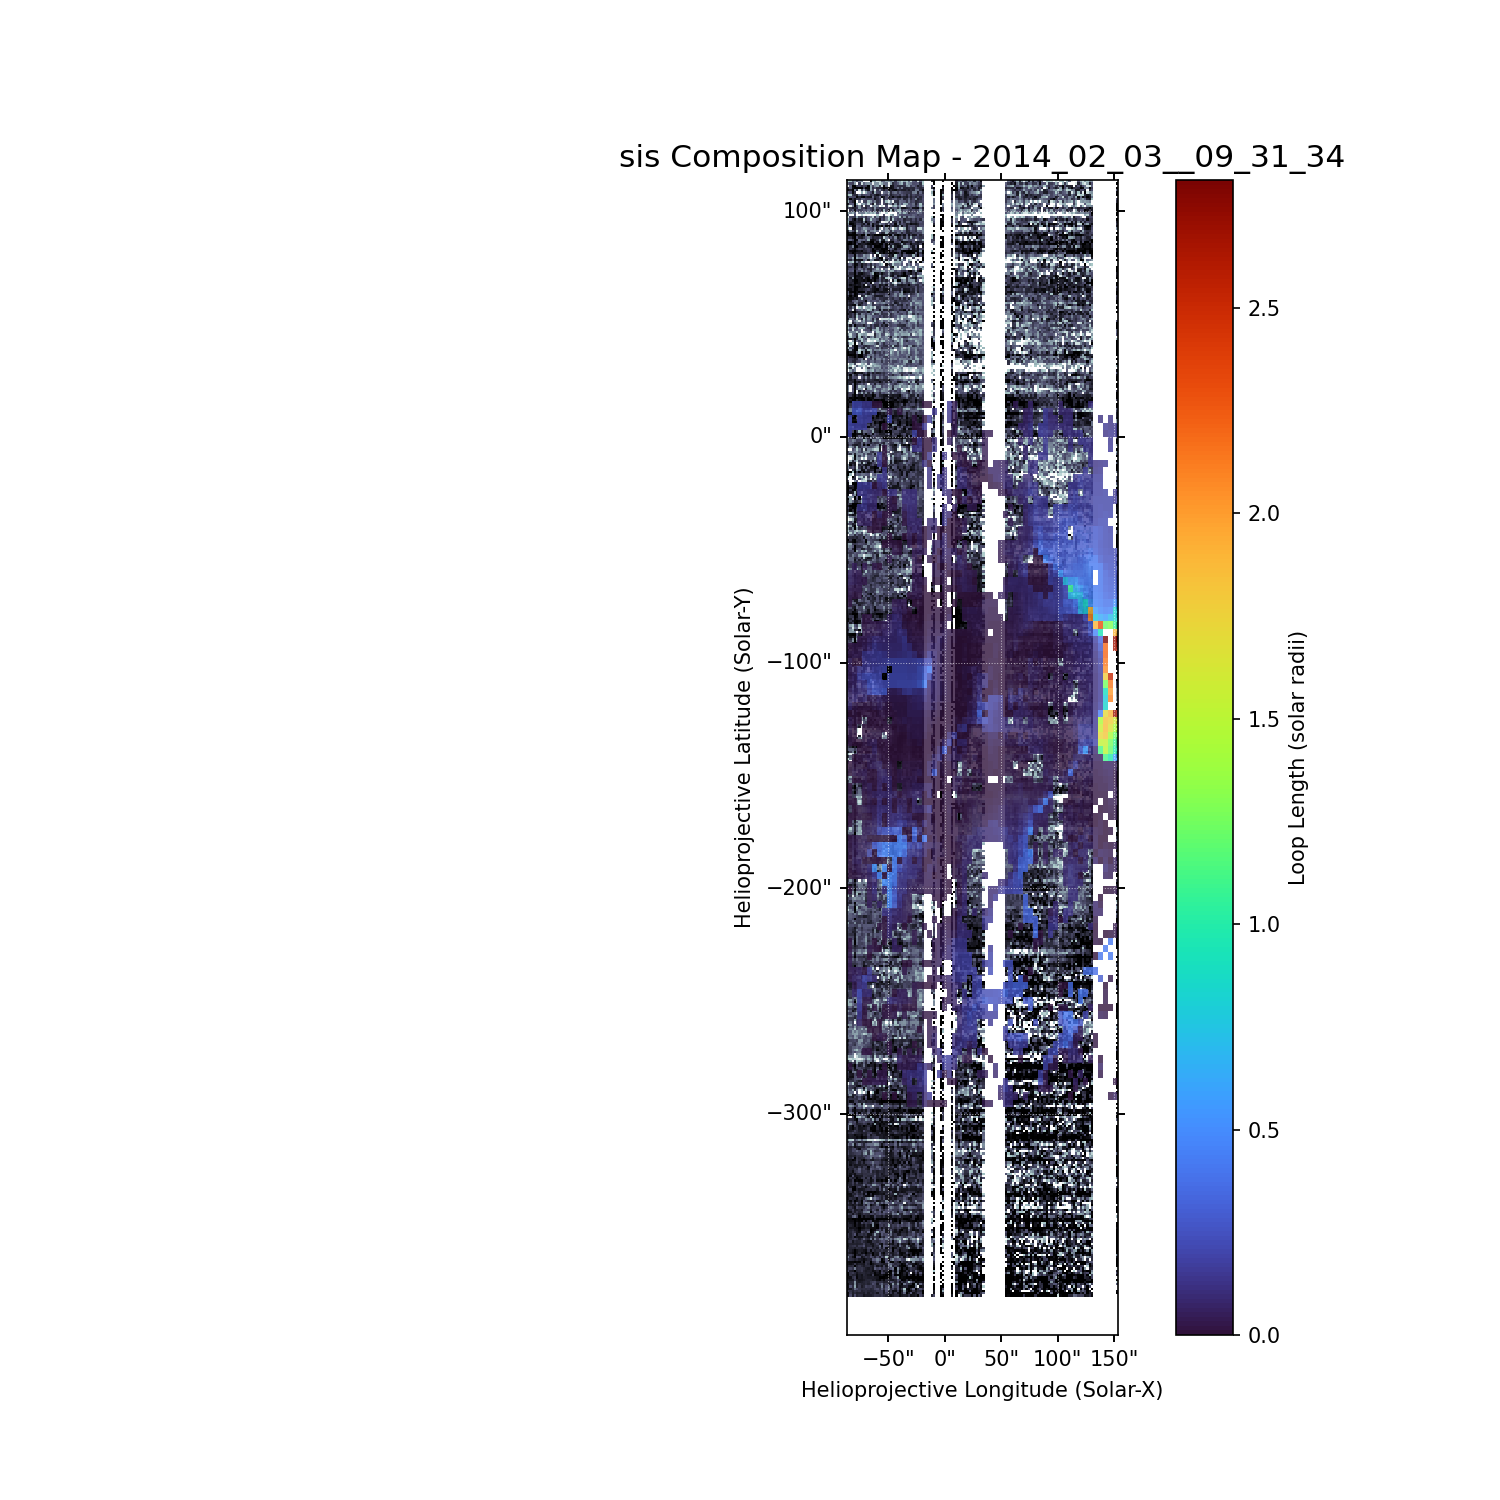 sis Composition Map - 2014_02_03__09_31_34
100"
0"
−100"
−200"
−300"
Helioprojective Latitude (Solar-Y)
−50" 0" 50" 100" 150"
Helioprojective Longitude (Solar-X)
2.5
2.0
1.5
1.0
0.5
0.0
Loop Length (solar radii)